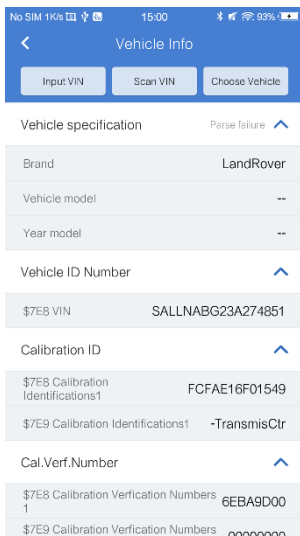 No SIM 1K/s 15:00 93%
Vehicle Info
Input VIN Scan VIN Choose Vehicle
Vehicle specification Parse failure
Brand LandRover
Vehicle model --
Year model --
Vehicle ID Number
$7E8 VIN SALLNABG23A274851
Calibration ID
$7E8 Calibration
Identifications1 FCFAE16F01549
$7E9 Calibration Identifications1 -TransmisCtr
Cal.Verf.Number
$7E8 Calibration Verfication Numbers
1 6EBA9D00
$7E9 Calibration Verfication Numbers